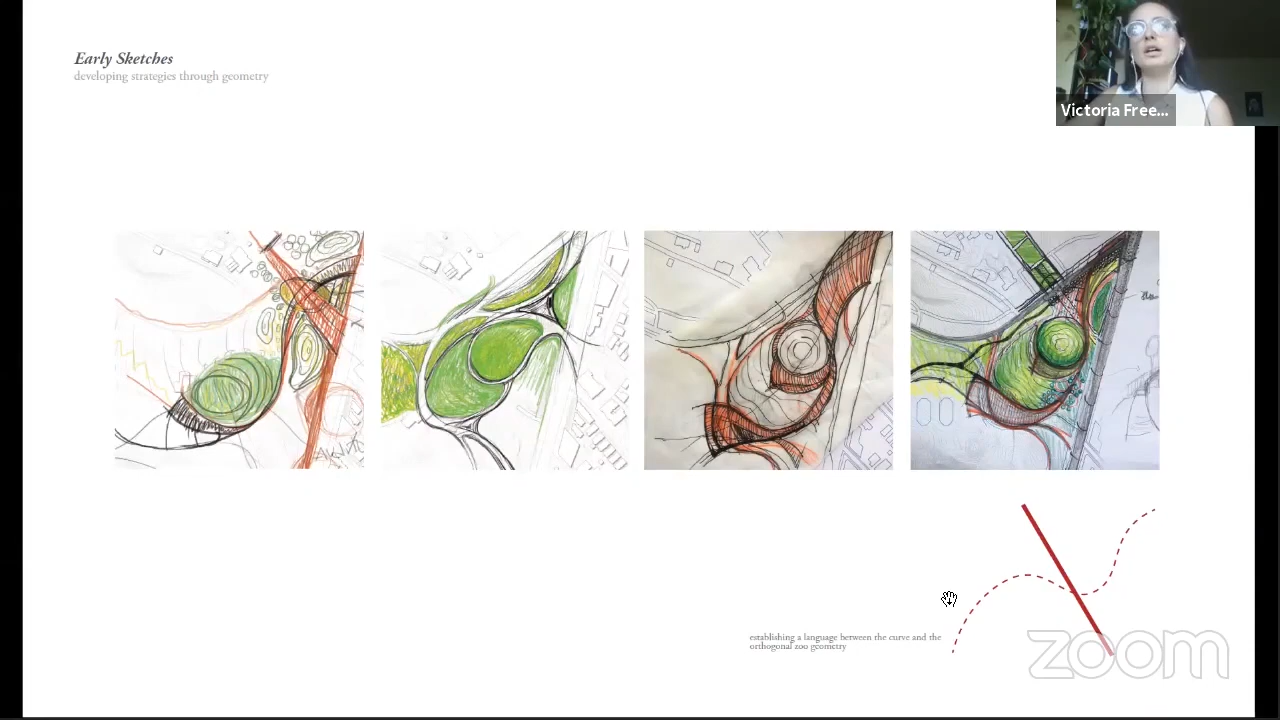 Early Sketches
developing strategies through geometry
Victoria Free...
establishing a language between the curve and the
orthogonal zoo geometry
zoom